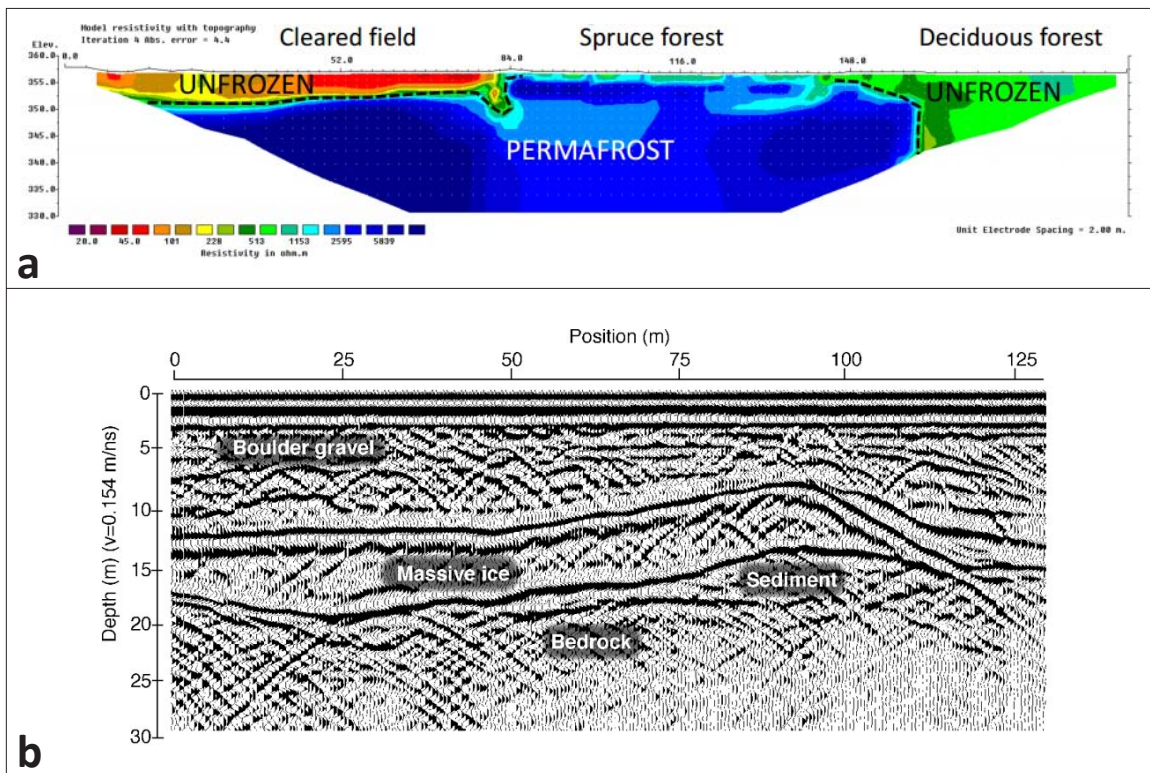 Model resistivity with topography
Iteration 4 Abs. error = 4.4
Cleared field Spruce forest Deciduous forest
Elev.
360.0 0.0 52.0 84.0 116.0 148.0
355.0 UNFROZEN UNFROZEN
350.0
345.0 PERMAFROST
340.0
335.0
330.0
20.0 45.0 101 228 513 1153 2595 5839
Resistivity in ohm.m
Unit Electrode Spacing = 2.00 m.
a
Position (m)
0 25 50 75 100 125
0
5 Boulder gravel
10
15 Massive ice Sediment
20 Bedrock
25
30
Depth (m) (v=0.154 m/ns)
b